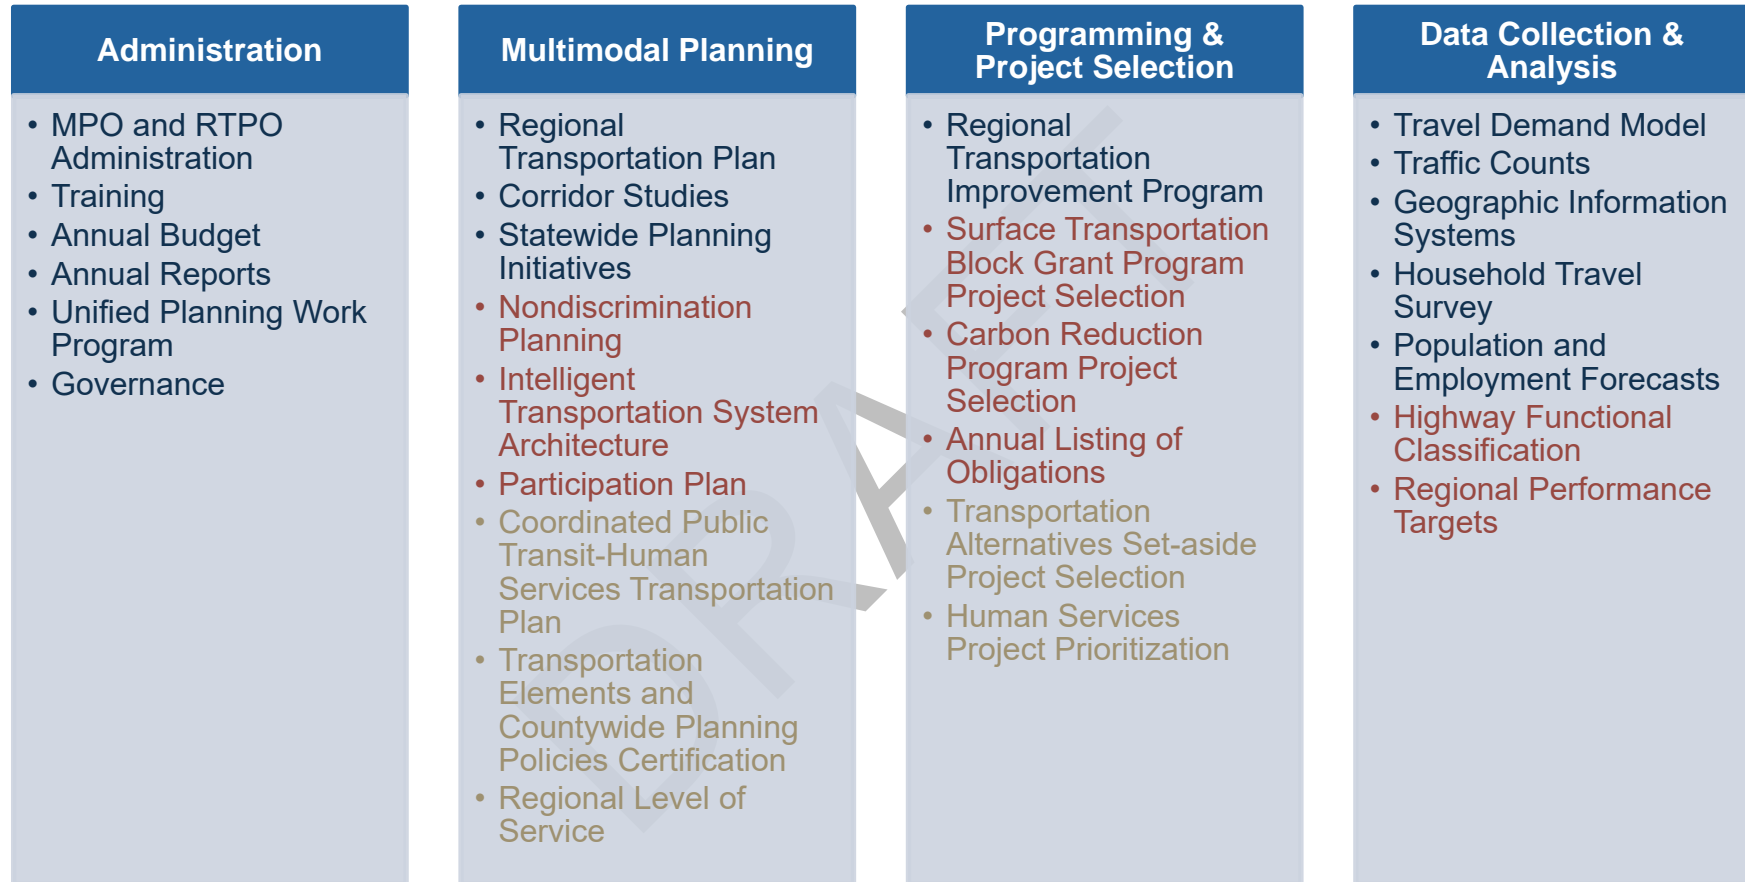 Administration
• MPO and RTPO
Administration
• Training
• Annual Budget
• Annual Reports
• Unified Planning Work
Program
• Governance
Multimodal Planning
• Regional
Transportation Plan
• Corridor Studies
• Statewide Planning
Initiatives
• Nondiscrimination
Planning
• Intelligent
Transportation System
Architecture
• Participation Plan
• Coordinated Public
Transit-Human
Services Transportation
Plan
• Transportation
Elements and
Countywide Planning
Policies Certification
• Regional Level of
Service
Programming &
Project Selection
• Regional
Transportation
Improvement Program
• Surface Transportation
Block Grant Program
Project Selection
• Carbon Reduction
Program Project
Selection
• Annual Listing of
Obligations
• Transportation
Alternatives Set-aside
Project Selection
• Human Services
Project Prioritization
Data Collection &
Analysis
• Travel Demand Model
• Traffic Counts
• Geographic Information
Systems
• Household Travel
Survey
• Population and
Employment Forecasts
• Highway Functional
Classification
• Regional Performance
Targets
DRAFT